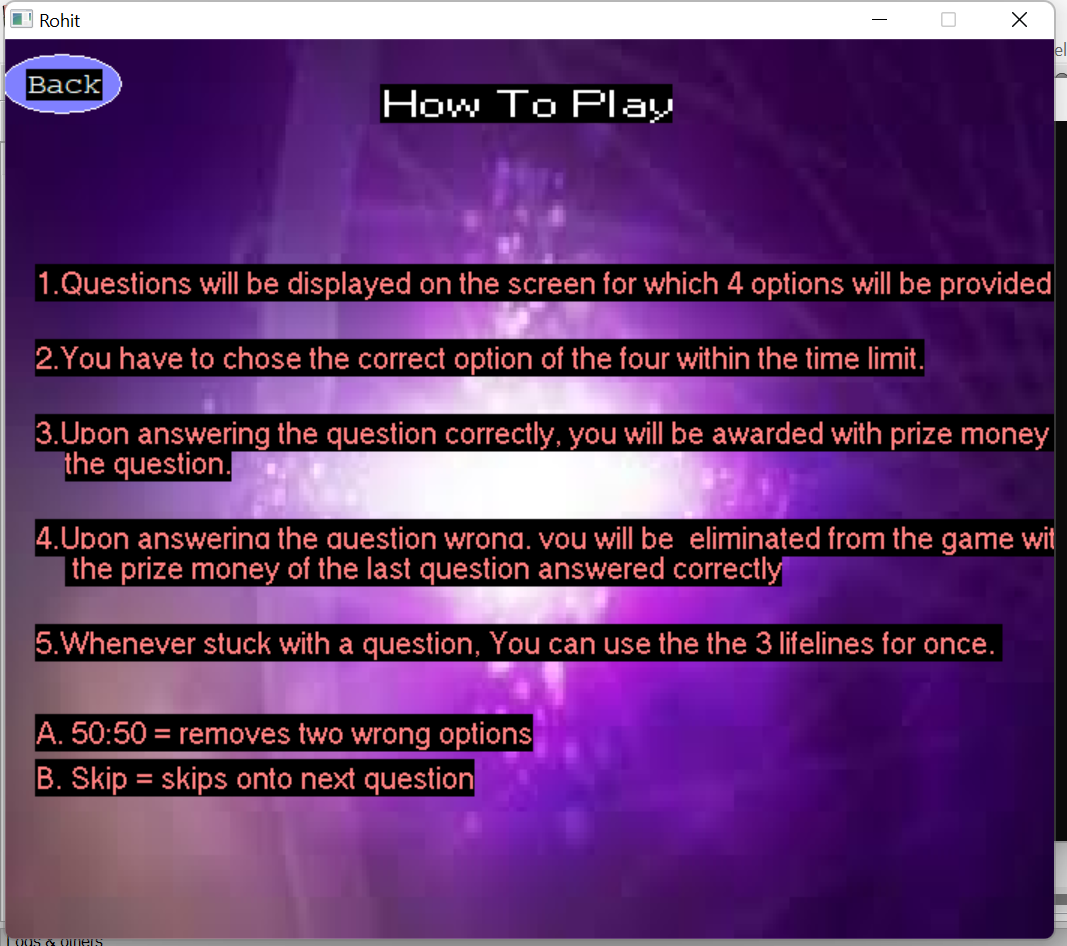 Rohit
Back
How To Play
1.Questions will be displayed on the screen for which 4 options will be provided
2.You have to chose the correct option of the four within the time limit.
3.Upon answering the question correctly, you will be awarded with prize money
the question.
4.Upon answering the question wrong, you will be eliminated from the game wit
the prize money of the last question answered correctly
5.Whenever stuck with a question, You can use the the 3 lifelines for once.
A. 50:50 = removes two wrong options
B. Skip = skips onto next question
Logs & others